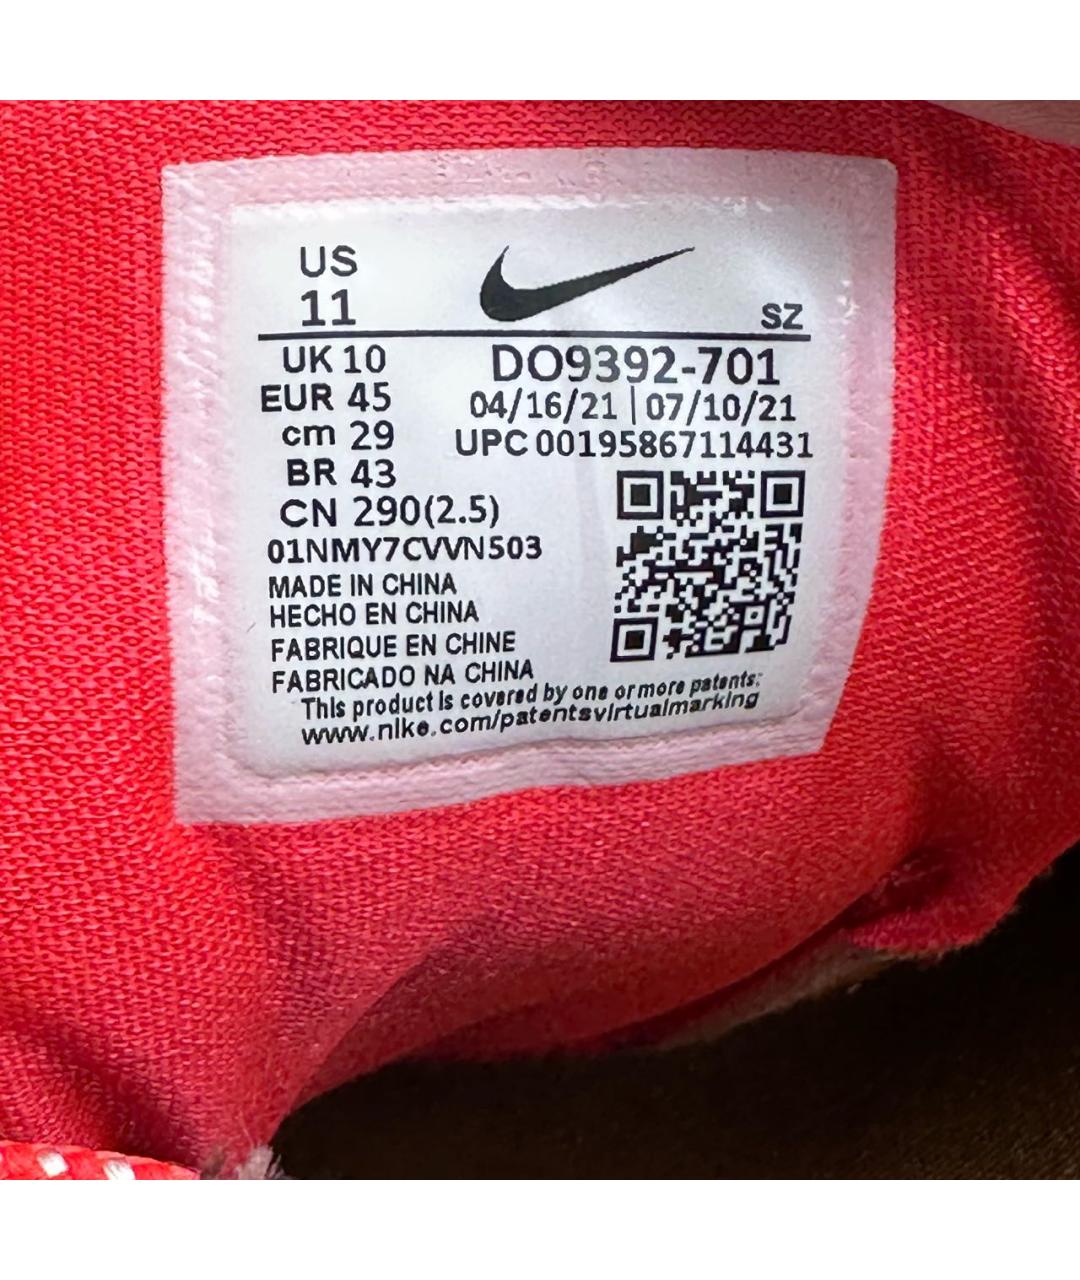 US
11
SZ
UK 10
EUR 45
cm 29
BR 43
CN 290(2.5)
DO9392-701
04/16/21 | 07/10/21
UPC 00195867114431
01NMY7CVVN503
MADE IN CHINA
HECHO EN CHINA
FABRIQUE EN CHINE
FABRICADO NA CHINA
This product is covered by one or more patents:
www.nike.com/patentsvirtualmarking